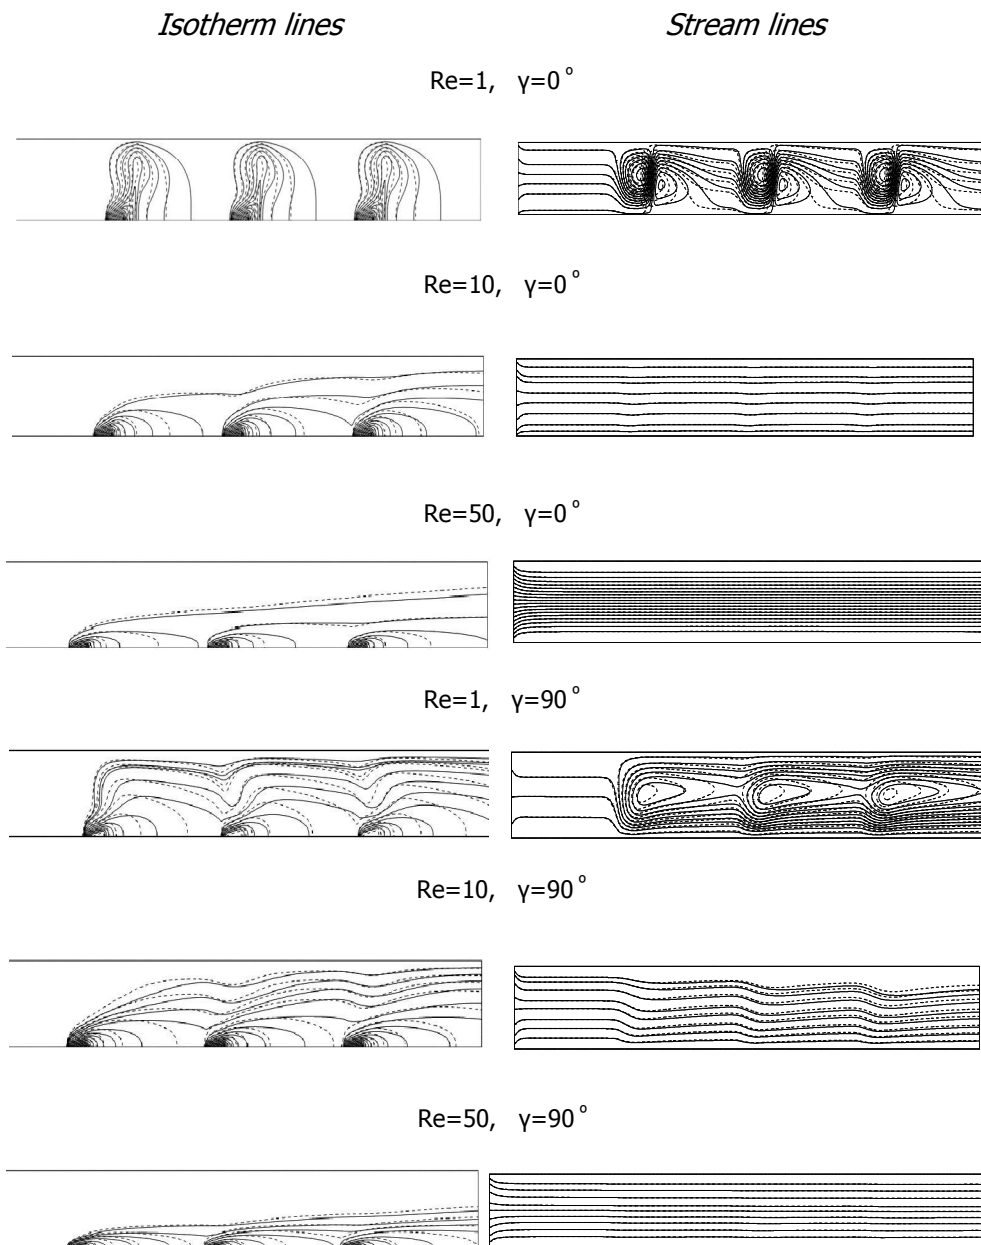 Isotherm lines Stream lines
Re=1, γ=0°
Re=10, γ=0°
Re=50, γ=0°
Re=1, γ=90°
Re=10, γ=90°
Re=50, γ=90°